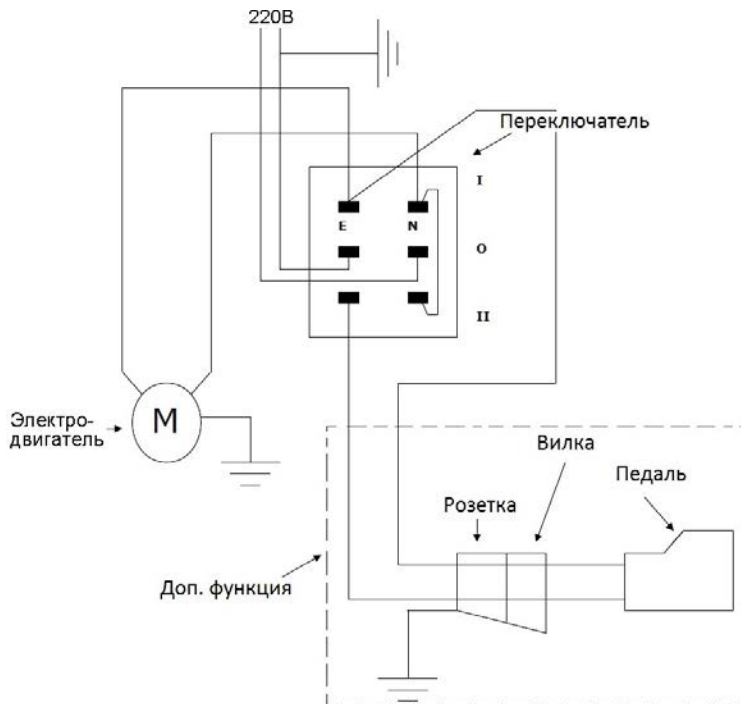 220В
Переключатель
I
E N
O
II
Электро-
двигатель
M
Вилка
Педаль
Розетка
Доп. функция